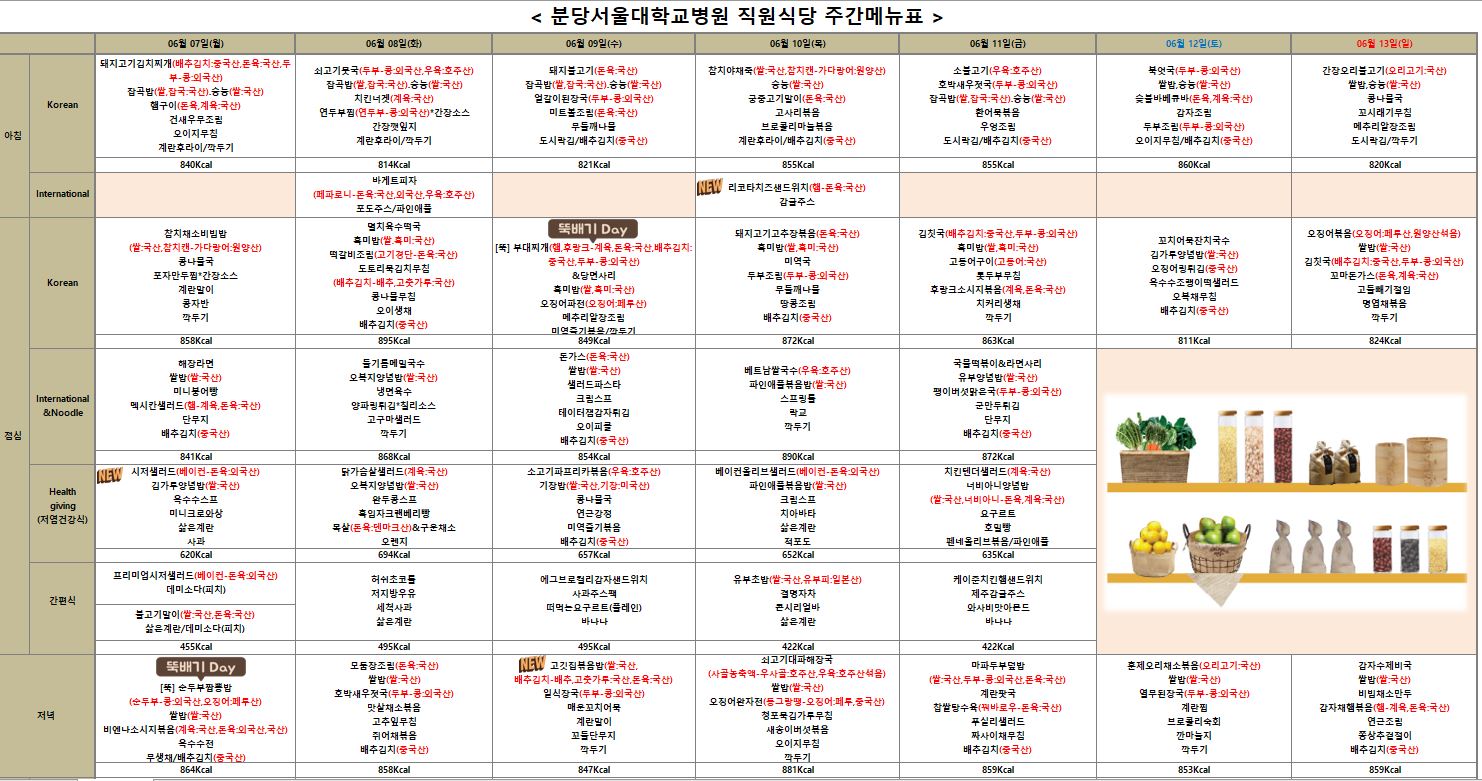 < 분당서울대학교병원 직원식당 주간메뉴표 >
06월 07일(월)
06월 08일(화)
06월 09일(수)
06월 10일(목)
06월 11일(금)
06월 12일(토)
06월 13일(일)
아침
Korean
돼지고기김치찌개(배추김치:중국산,돈육:국산,두
부-콩:외국산)
잡곡밥(쌀,잡곡:국산).숭늉(쌀:국산)
햄구이(돈육,계육:국산)
건새우무조림
오이지무침
계란후라이/깍두기
840Kcal
쇠고기뭇국(두부-콩:외국산,우육:호주산)
잡곡밥(쌀,잡곡:국산).숭늉(쌀:국산)
치킨너겟(계육:국산)
연두부찜(연두부-콩:외국산)*간장소스
간장깻잎지
계란후라이/깍두기
814Kcal
돼지불고기(돈육:국산)
잡곡밥(쌀,잡곡:국산).숭늉(쌀:국산)
얼갈이된장국(두부-콩:외국산)
미트볼조림(돈육:국산)
무들깨나물
도시락김/배추김치(중국산)
821Kcal
참치야채죽(쌀:국산,참치캔-가다랑어:원양산)
숭늉(쌀:국산)
궁중고기말이(돈육:국산)
고사리볶음
브로콜리마늘볶음
계란후라이/배추김치(중국산)
855Kcal
소불고기(우육:호주산)
호박새우젓국(두부-콩:외국산)
잡곡밥(쌀,잡곡:국산).숭늉(쌀:국산)
환어묵볶음
우엉조림
도시락김/배추김치(중국산)
855Kcal
북엇국(두부-콩:외국산)
쌀밥,숭늉(쌀:국산)
숯불바베큐바(돈육,계육:국산)
감자조림
두부조림(두부-콩:외국산)
오이지무침/배추김치(중국산)
860Kcal
간장오리불고기(오리고기:국산)
쌀밥,숭늉(쌀:국산)
콩나물국
꼬시래기무침
메추리알장조림
도시락김/깍두기
820Kcal
International
바게트피자
(페파로니-돈육:국산,외국산,우육:호주산)
포도주스/파인애플
NEW 리코타치즈샌드위치(햄-돈육:국산)
감귤주스
점심
Korean
참치채소비빔밥
(쌀:국산,참치캔-가다랑어:원양산)
콩나물국
포자만두찜*간장소스
계란말이
콩자반
깍두기
858Kcal
멸치육수떡국
흑미밥(쌀,흑미:국산)
떡갈비조림(고기경단-돈육:국산)
도토리묵김치무침
(배추김치-배추,고춧가루:국산)
콩나물무침
오이생채
배추김치(중국산)
895Kcal
뚝배기 Day
[뚝] 부대찌개(햄,후랑크-계육,돈육:국산,배추김치:
중국산,두부-콩:외국산)
&당면사리
흑미밥(쌀,흑미:국산)
오징어파전(오징어:페루산)
메추리알장조림
미역줄기볶음/깍두기
849Kcal
돼지고기고추장볶음(돈육:국산)
흑미밥(쌀,흑미:국산)
미역국
두부조림(두부-콩:외국산)
무들깨나물
땅콩조림
배추김치(중국산)
872Kcal
김칫국(배추김치:중국산,두부-콩:외국산)
흑미밥(쌀,흑미:국산)
고등어구이(고등어:국산)
톳두부무침
후랑크소시지볶음(계육,돈육:국산)
치커리생채
깍두기
863Kcal
꼬치어묵잔치국수
김가루양념밥(쌀:국산)
오징어링튀김(중국산)
옥수수조랭이떡샐러드
오복채무침
배추김치(중국산)
811Kcal
오징어볶음(오징어:페루산,원양산섞음)
쌀밥(쌀:국산)
김칫국(배추김치:중국산,두부-콩:외국산)
꼬마돈가스(돈육,계육:국산)
고들빼기절임
명엽채볶음
깍두기
824Kcal
International
&Noodle
해장라면
쌀밥(쌀:국산)
미니붕어빵
멕시칸샐러드(햄-계육,돈육:국산)
단무지
배추김치(중국산)
841Kcal
들기름메밀국수
오복지양념밥(쌀:국산)
냉면육수
양파링튀김*칠리소스
고구마샐러드
깍두기
868Kcal
돈가스(돈육:국산)
쌀밥(쌀:국산)
샐러드파스타
크림스프
테이터잼감자튀김
오이피클
배추김치(중국산)
854Kcal
베트남쌀국수(우육:호주산)
파인애플볶음밥(쌀:국산)
스프링롤
락교
깍두기
890Kcal
국물떡볶이&라면사리
유부양념밥(쌀:국산)
팽이버섯맑은국(두부-콩:외국산)
군만두튀김
단무지
배추김치(중국산)
872Kcal
Health
giving
(저염건강식)
NEW 시저샐러드(베이컨-돈육:외국산)
김가루양념밥(쌀:국산)
옥수수스프
미니크로와상
삶은계란
사과
620Kcal
닭가슴살샐러드(계육:국산)
오복지양념밥(쌀:국산)
완두콩스프
흑임자크랜베리빵
목살(돈육:덴마크산)&구운채소
오렌지
694Kcal
소고기파프리카볶음(우육:호주산)
기장밥(쌀:국산,기장:미국산)
콩나물국
연근강정
미역줄기볶음
배추김치(중국산)
657Kcal
베이컨올리브샐러드(베이컨-돈육:외국산)
파인애플볶음밥(쌀:국산)
크림스프
치아바타
삶은계란
적포도
652Kcal
치킨텐더샐러드(계육:국산)
너비아니양념밥
(쌀:국산,너비아니-돈육,계육:국산)
요구르트
호밀빵
펜네올리브볶음/파인애플
635Kcal
간편식
프리미엄시저샐러드(베이컨-돈육:외국산)
데미소다(피치)
불고기말이(쌀:국산,돈육:국산)
삶은계란/데미소다(피치)
455Kcal
허쉬초코롤
저지방우유
세척사과
삶은계란
495Kcal
에그브로컬리감자샌드위치
사과주스팩
떠먹는요구르트(플레인)
바나나
495Kcal
유부초밥(쌀:국산,유부피:일본산)
결명자차
콘시리얼바
삶은계란
422Kcal
케이준치킨햄샌드위치
제주감귤주스
와사비맛아몬드
바나나
422Kcal
저녁
뚝배기 Day
[뚝] 순두부짬뽕밥
(순두부-콩:외국산,오징어:페루산)
쌀밥(쌀:국산)
비엔나소시지볶음(계육:국산,돈육:외국산,국산)
옥수수전
무생채/배추김치(중국산)
864Kcal
모둠장조림(돈육:국산)
쌀밥(쌀:국산)
호박새우젓국(두부-콩:외국산)
맛살채소볶음
고추잎무침
쥐어채볶음
배추김치(중국산)
858Kcal
NEW 고깃집볶음밥(쌀:국산,
배추김치-배추,고춧가루:국산,돈육:국산)
일식장국(두부-콩:외국산)
매운꼬치어묵
계란말이
꼬들단무지
깍두기
847Kcal
쇠고기대파해장국
(사골농축액-우사골:호주산,우육:호주산섞음)
쌀밥(쌀:국산)
오징어완자전(동그랑땡-오징어:페루,중국산)
청포묵김가루무침
새송이버섯볶음
오이지무침
깍두기
881Kcal
마파두부덮밥
(쌀:국산,두부-콩:외국산,돈육:국산)
계란팟국
찹쌀탕수육(꿔바로우-돈육:국산)
푸실리샐러드
짜사이채무침
배추김치(중국산)
859Kcal
훈제오리채소볶음(오리고기:국산)
쌀밥(쌀:국산)
열무된장국(두부-콩:외국산)
계란찜
브로콜리숙회
깐마늘지
깍두기
853Kcal
감자수제비국
쌀밥(쌀:국산)
비빔채소만두
감자채햄볶음(햄-계육,돈육:국산)
연근조림
쫑상추겉절이
배추김치(중국산)
859Kcal